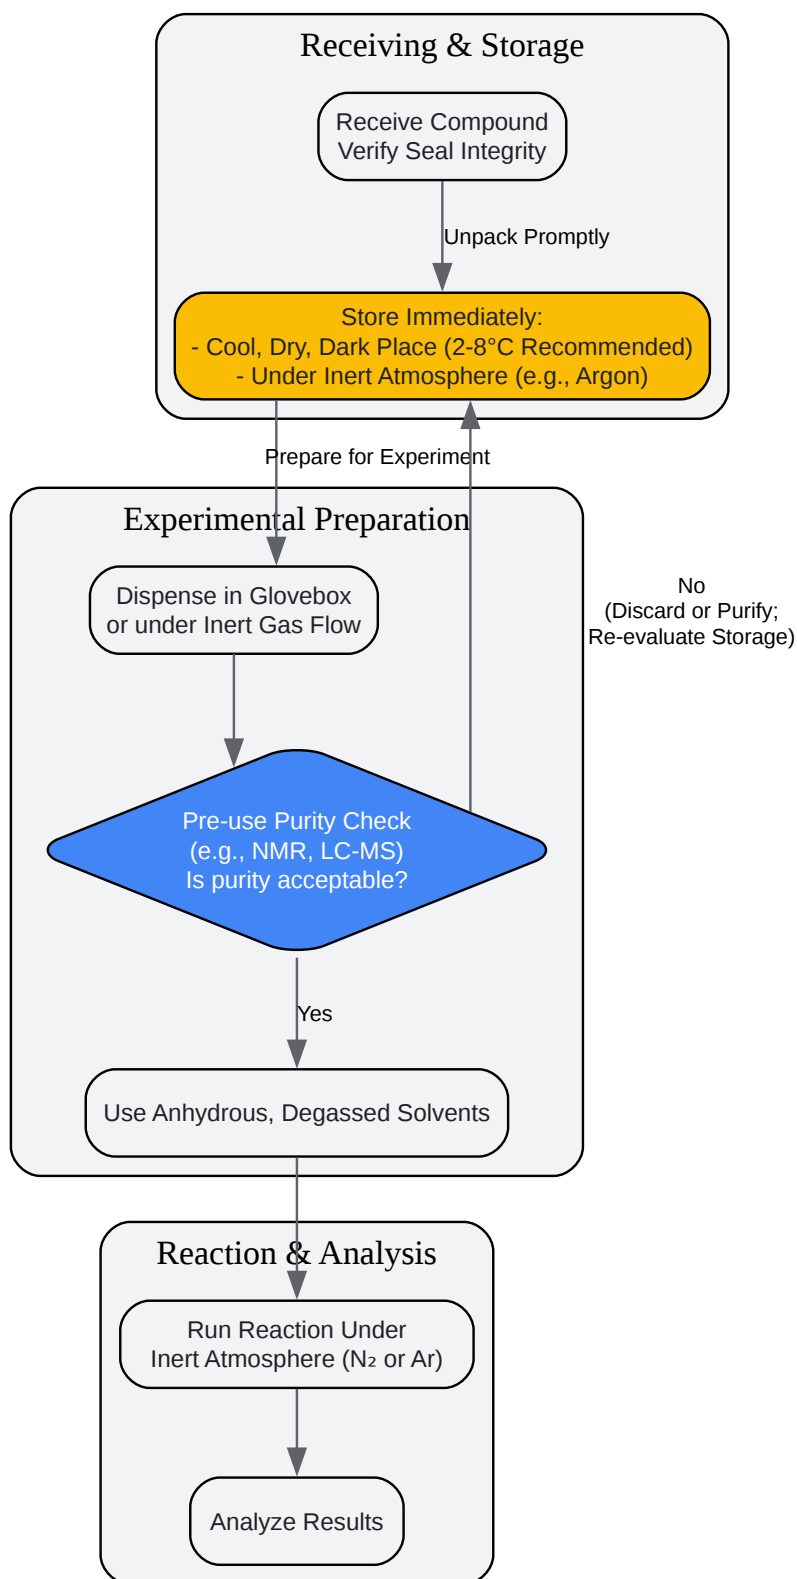 Receiving & Storage
Receive Compound
Verify Seal Integrity
Unpack Promptly
Store Immediately:
- Cool, Dry, Dark Place (2-8°C Recommended)
- Under Inert Atmosphere (e.g., Argon)
Prepare for Experiment
Experimental Preparation
Dispense in Glovebox
or under Inert Gas Flow
No
(Discard or Purify;
Re-evaluate Storage)
Pre-use Purity Check
(e.g., NMR, LC-MS)
Is purity acceptable?
Yes
Use Anhydrous, Degassed Solvents
Reaction & Analysis
Run Reaction Under
Inert Atmosphere (N₂ or Ar)
Analyze Results